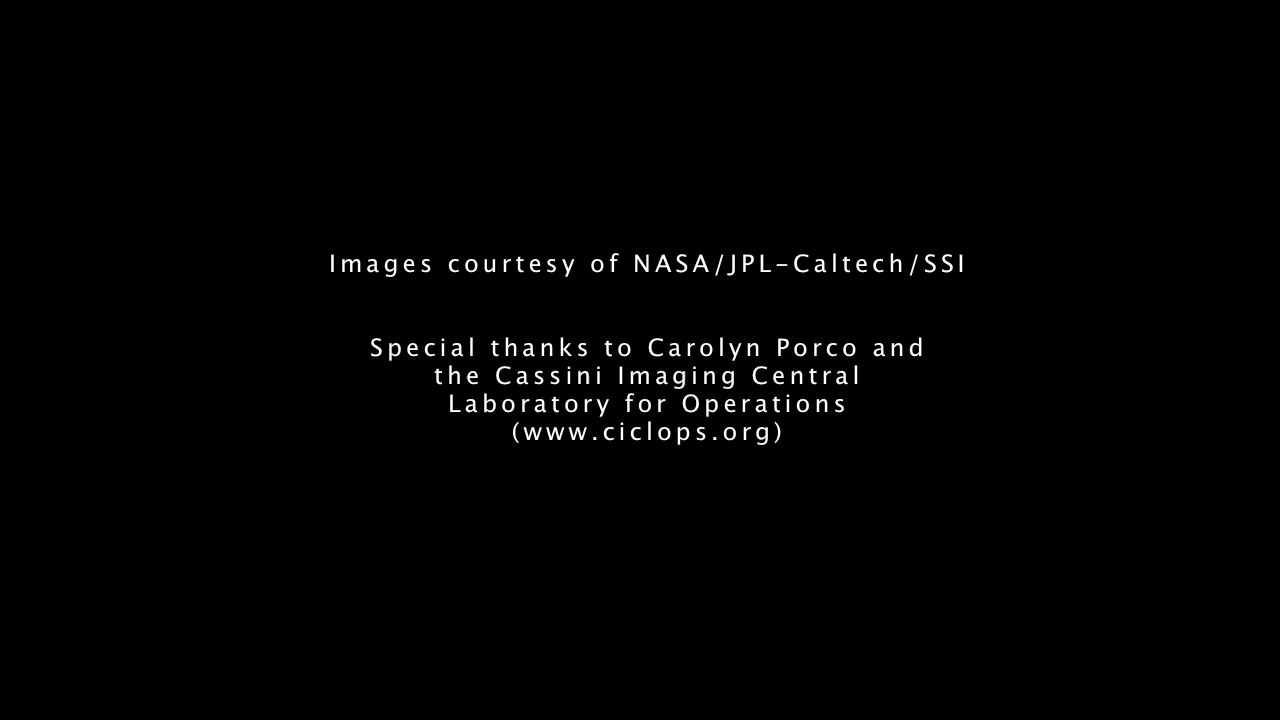 Images courtesy of NASA/JPL-Caltech/SSI
Special thanks to Carolyn Porco and
the Cassini Imaging Central
Laboratory for Operations
(www.ciclops.org)